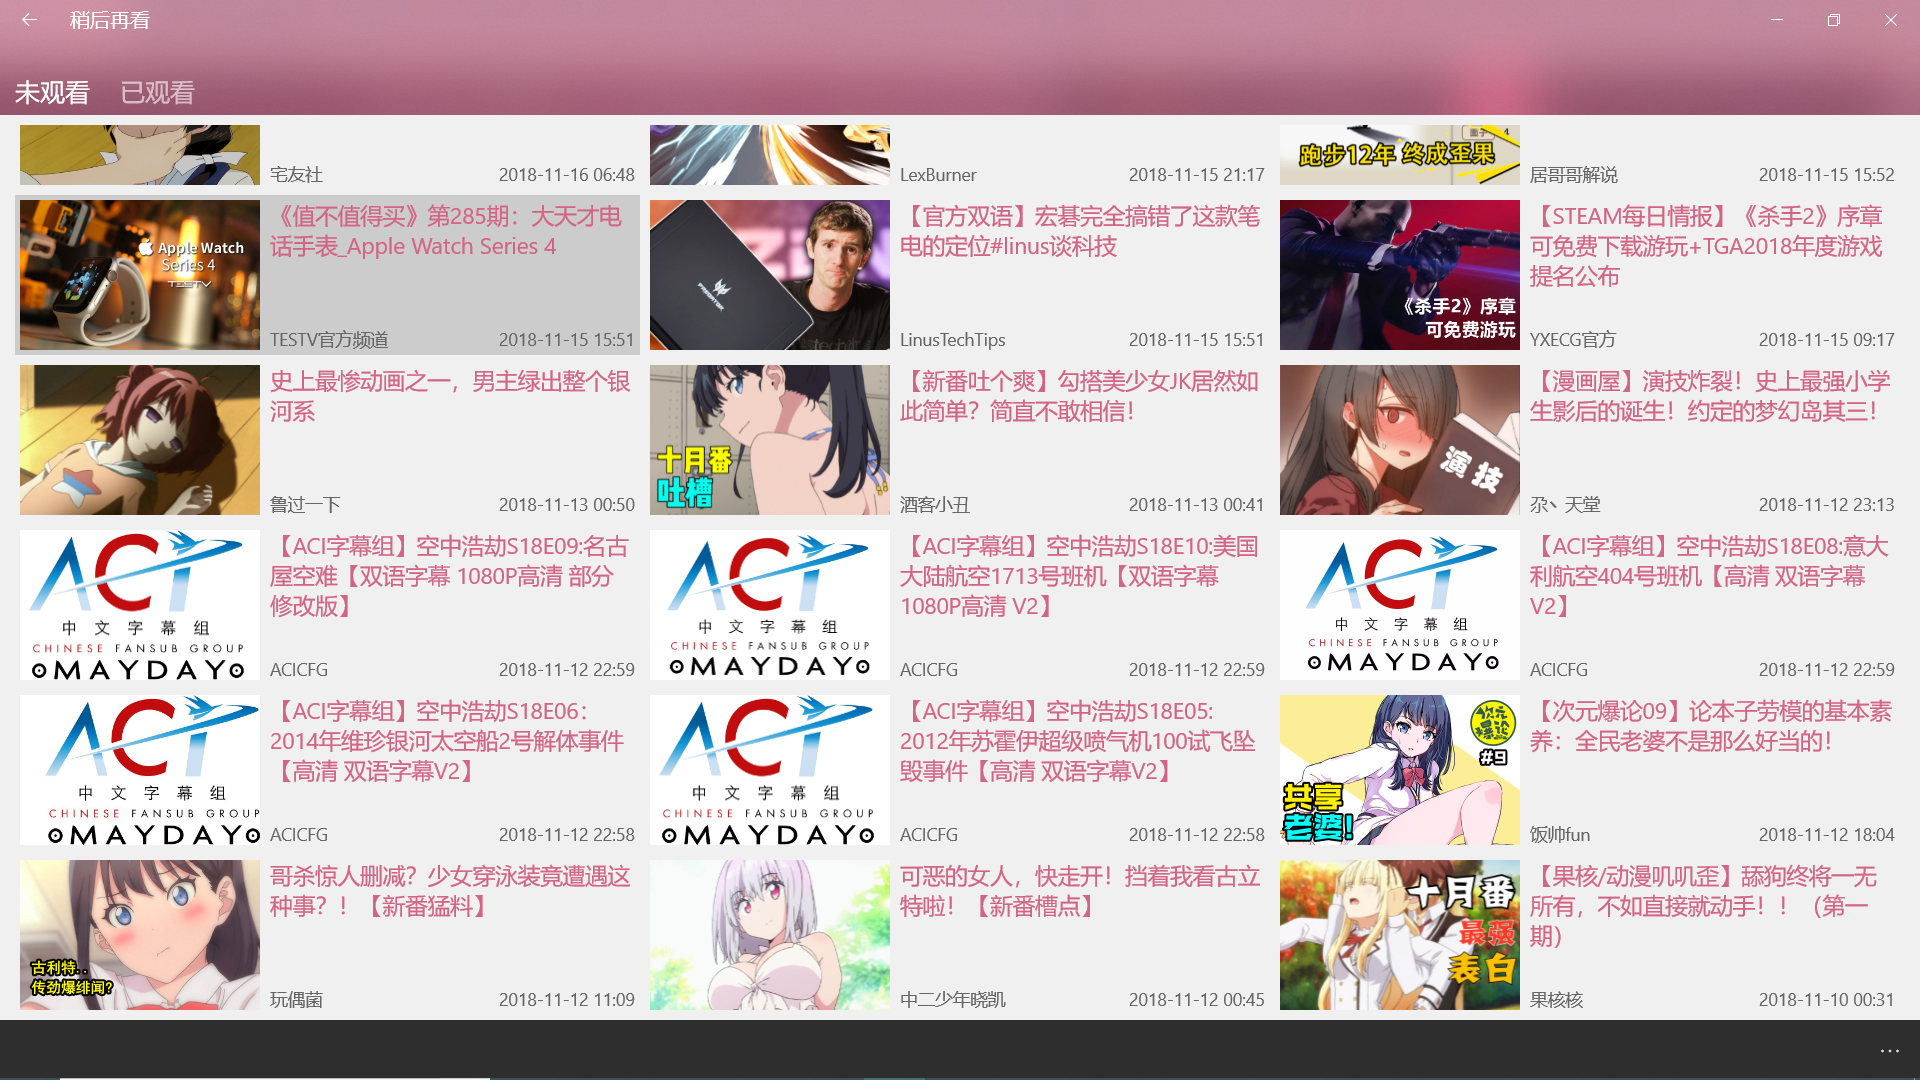 稍后再看
未观看 已观看
宅友社 2018-11-16 06:48
LexBurner 2018-11-15 21:17
跑步12年 终成歪果
居哥哥解说 2018-11-15 15:52
Apple Watch
Series 4
TESTV
《值不值得买》第285期：大天才电
话手表_Apple Watch Series 4
TESTV官方频道 2018-11-15 15:51
PREDATOR
【官方双语】宏碁完全搞错了这款笔
电的定位#linus谈科技
LinusTechTips 2018-11-15 15:51
《杀手2》序章
可免费游玩
【STEAM每日情报】《杀手2》序章
可免费下载游玩+TGA2018年度游戏
提名公布
YXECG官方 2018-11-15 09:17
史上最惨动画之一，男主绿出整个银
河系
鲁过一下 2018-11-13 00:50
十月番
吐槽
【新番吐个爽】勾搭美少女JK居然如
此简单？简直不敢相信！
酒客小丑 2018-11-13 00:41
演技
【漫画屋】演技炸裂！史上最强小学
生影后的诞生！约定的梦幻岛其三！
尕丶天堂 2018-11-12 23:13
ACI
中文字幕组
CHINESE FANSUB GROUP
MAYDAY
【ACI字幕组】空中浩劫S18E09:名古
屋空难【双语字幕 1080P高清 部分
修改版】
ACICFG 2018-11-12 22:59
ACI
中文字幕组
CHINESE FANSUB GROUP
MAYDAY
【ACI字幕组】空中浩劫S18E10:美国
大陆航空1713号班机【双语字幕
1080P高清 V2】
ACICFG 2018-11-12 22:59
ACI
中文字幕组
CHINESE FANSUB GROUP
MAYDAY
【ACI字幕组】空中浩劫S18E08:意大
利航空404号班机【高清 双语字幕
V2】
ACICFG 2018-11-12 22:59
ACI
中文字幕组
CHINESE FANSUB GROUP
MAYDAY
【ACI字幕组】空中浩劫S18E06：
2014年维珍银河太空船2号解体事件
【高清 双语字幕V2】
ACICFG 2018-11-12 22:58
ACI
中文字幕组
CHINESE FANSUB GROUP
MAYDAY
【ACI字幕组】空中浩劫S18E05:
2012年苏霍伊超级喷气机100试飞坠
毁事件【高清 双语字幕V2】
ACICFG 2018-11-12 22:58
次元
爆论
#9
共享
老婆!
【次元爆论09】论本子劳模的基本素
养：全民老婆不是那么好当的！
饭帅fun 2018-11-12 18:04
古利特..
传劲爆绯闻?
哥杀惊人删减？少女穿泳装竟遭遇这
种事？！【新番猛料】
玩偶菌 2018-11-12 11:09
可恶的女人，快走开！挡着我看古立
特啦！【新番槽点】
中二少年晓凯 2018-11-12 00:45
十月番
最强
表白
【果核/动漫叽叽歪】舔狗终将一无
所有，不如直接就动手！！（第一
期）
果核核 2018-11-10 00:31